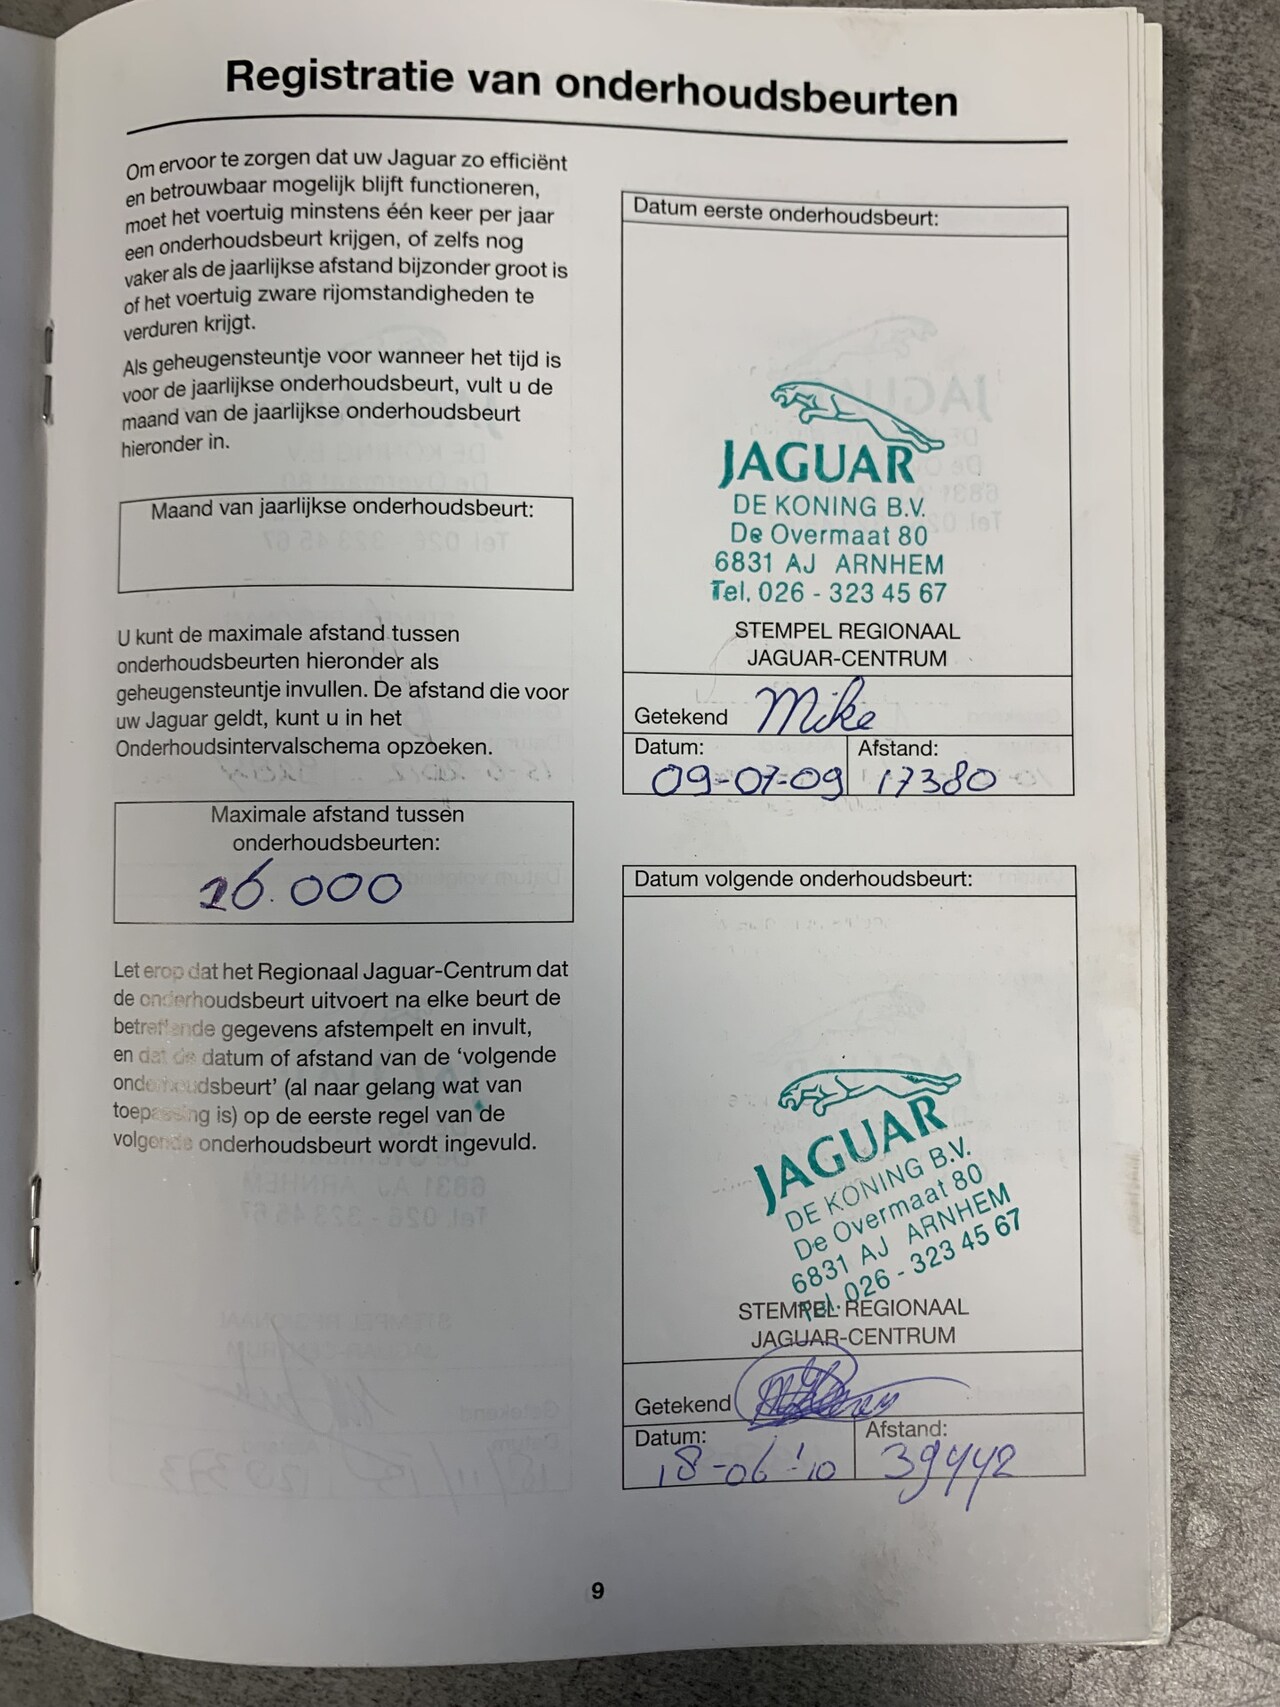 Registratie van onderhoudsbeurten
Om ervoor te zorgen dat uw Jaguar zo efficiënt
en betrouwbaar mogelijk blijft functioneren,
moet het voertuig minstens één keer per jaar
een onderhoudsbeurt krijgen, of zelfs nog
vaker als de jaarlijkse afstand bijzonder groot is
of het voertuig zware rijomstandigheden te
verduren krijgt.
Als geheugensteuntje voor wanneer het tijd is
voor de jaarlijkse onderhoudsbeurt, vult u de
maand van de jaarlijkse onderhoudsbeurt
hieronder in.
Maand van jaarlijkse onderhoudsbeurt:
U kunt de maximale afstand tussen
onderhoudsbeurten hieronder als
geheugensteuntje invullen. De afstand die voor
uw Jaguar geldt, kunt u in het
Onderhoudsintervalschema opzoeken.
Maximale afstand tussen
onderhoudsbeurten:
26.000
Let erop dat het Regionaal Jaguar-Centrum dat
de onderhoudsbeurt uitvoert na elke beurt de
betreffende gegevens afstempelt en invult,
en dat de datum of afstand van de ‘volgende
onderhoudsbeurt’ (al naar gelang wat van
toepassing is) op de eerste regel van de
volgende onderhoudsbeurt wordt ingevuld.
Datum eerste onderhoudsbeurt:
JAGUAR
DE KONING B.V.
De Overmaat 80
6831 AJ ARNHEM
Tel. 026 - 323 45 67
STEMPEL REGIONAAL
JAGUAR-CENTRUM
Getekend Mike
Datum: Afstand:
09-07-09 17380
Datum volgende onderhoudsbeurt:
JAGUAR
DE KONING B.V.
De Overmaat 80
6831 AJ ARNHEM
Tel. 026 - 323 45 67
STEMPEL REGIONAAL
JAGUAR-CENTRUM
Getekend
Datum: Afstand:
18-06-'10 39442
9